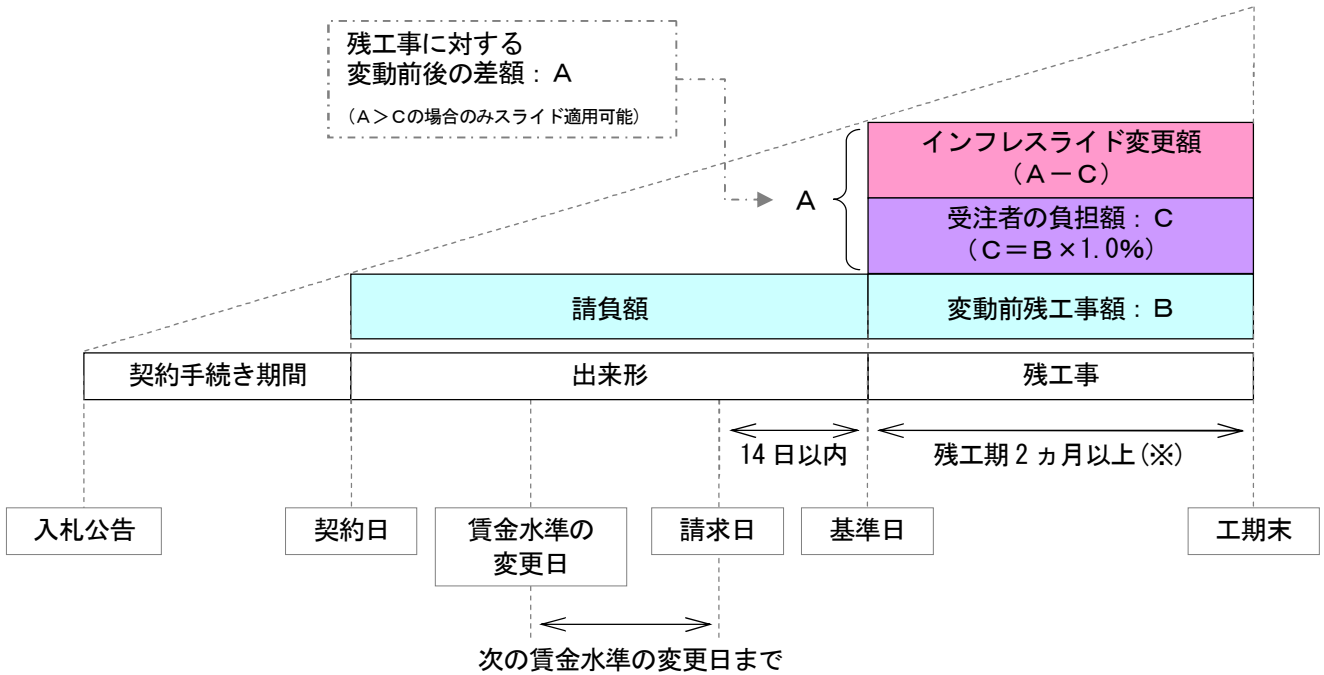 残工事に対する
変動前後の差額：Ａ
（Ａ＞Ｃの場合のみスライド適用可能）
インフレスライド変更額
（Ａ－Ｃ）
Ａ
受注者の負担額：Ｃ
（Ｃ＝Ｂ×1.0％）
請負額
変動前残工事額：Ｂ
契約手続き期間
出来形
残工事
14日以内
残工期２ヵ月以上(※)
入札公告
契約日
賃金水準の
変更日
請求日
基準日
工期末
次の賃金水準の変更日まで